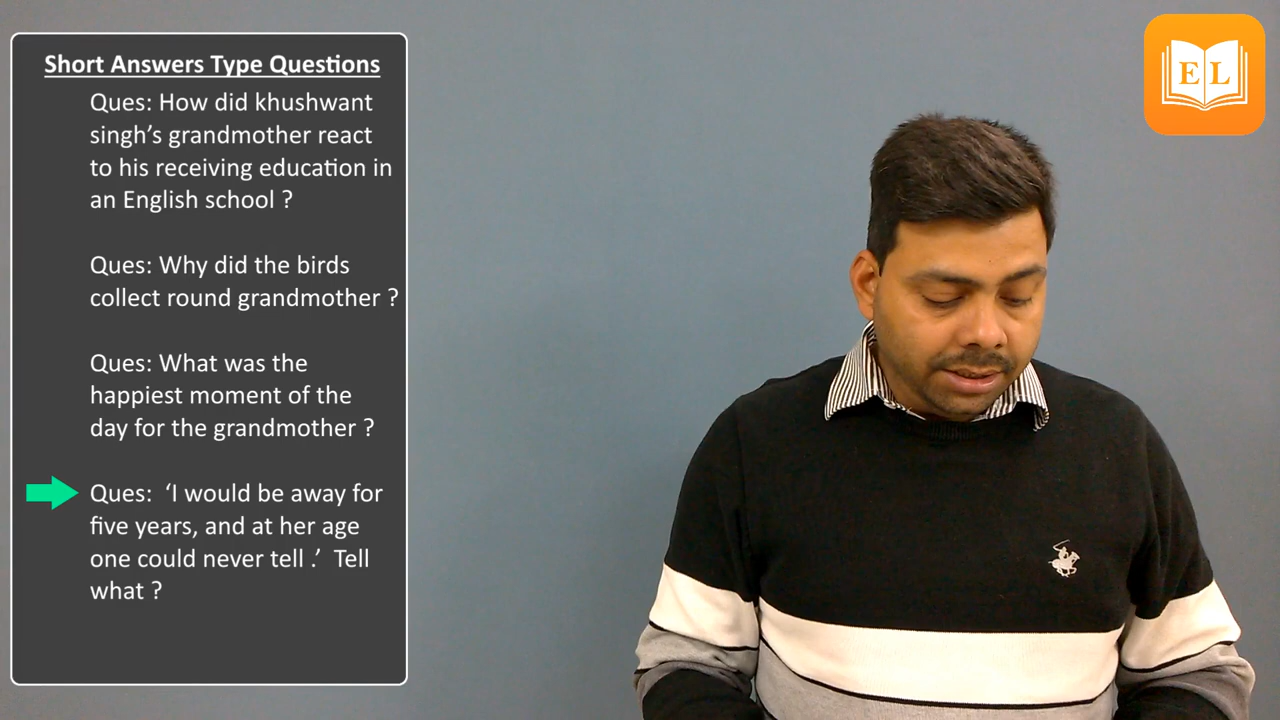 Short Answers Type Questions
Ques: How did khushwant
singh's grandmother react
to his receiving education in
an English school ?
Ques: Why did the birds
collect round grandmother ?
Ques: What was the
happiest moment of the
day for the grandmother ?
Ques:  ‘I would be away for
five years, and at her age
one could never tell .’  Tell
what ?
E L